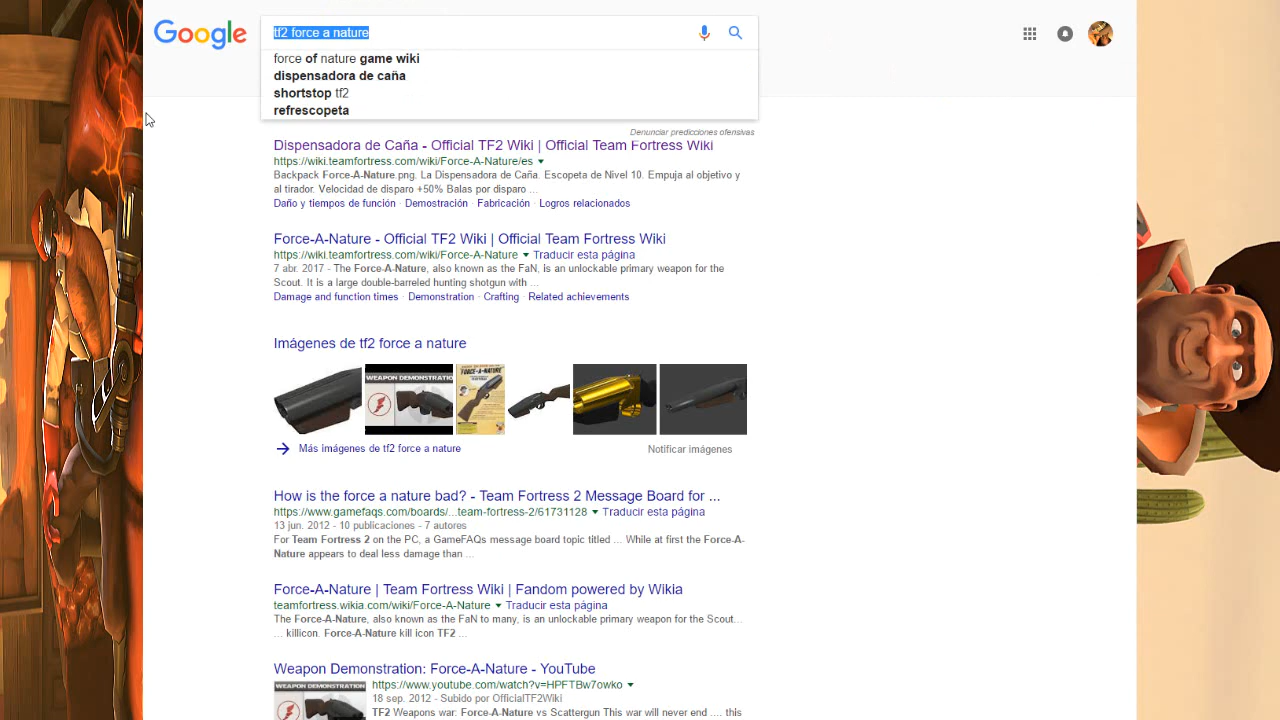 Google
tf2 force a nature
force of nature game wiki
dispensadora de caña
shortstop tf2
refrescopeta
Denunciar predicciones ofensivas
Dispensadora de Caña - Official TF2 Wiki | Official Team Fortress Wiki
https://wiki.teamfortress.com/wiki/Force-A-Nature/es
Backpack Force-A-Nature.png. La Dispensadora de Caña. Escopeta de Nivel 10. Empuja al objetivo y
al tirador. Velocidad de disparo +50% Balas por disparo ...
Daño y tiempos de función · Demostración · Fabricación · Logros relacionados
Force-A-Nature - Official TF2 Wiki | Official Team Fortress Wiki
https://wiki.teamfortress.com/wiki/Force-A-Nature Traducir esta página
7 abr. 2017 - The Force-A-Nature, also known as the FaN, is an unlockable primary weapon for the
Scout. It is a large double-barreled hunting shotgun with ...
Damage and function times · Demonstration · Crafting · Related achievements
Imágenes de tf2 force a nature
WEAPON DEMONSTRATION
FORCE-A-NATURE
Más imágenes de tf2 force a nature
Notificar imágenes
How is the force a nature bad? - Team Fortress 2 Message Board for ...
https://www.gamefaqs.com/boards/...team-fortress-2/61731128 Traducir esta página
13 jun. 2012 - 10 publicaciones - 7 autores
For Team Fortress 2 on the PC, a GameFAQs message board topic titled ... While at first the Force-A-
Nature appears to deal less damage than ...
Force-A-Nature | Team Fortress Wiki | Fandom powered by Wikia
teamfortress.wikia.com/wiki/Force-A-Nature Traducir esta página
The Force-A-Nature, also known as the FaN to many, is an unlockable primary weapon for the Scout...
... killicon. Force-A-Nature kill icon TF2 ...
Weapon Demonstration: Force-A-Nature - YouTube
WEAPON DEMONSTRATION
https://www.youtube.com/watch?v=HPFTBw7owko
18 sep. 2012 - Subido por OfficialTF2Wiki
TF2 Weapons war: Force-A-Nature vs Scattergun This war will never end .... this